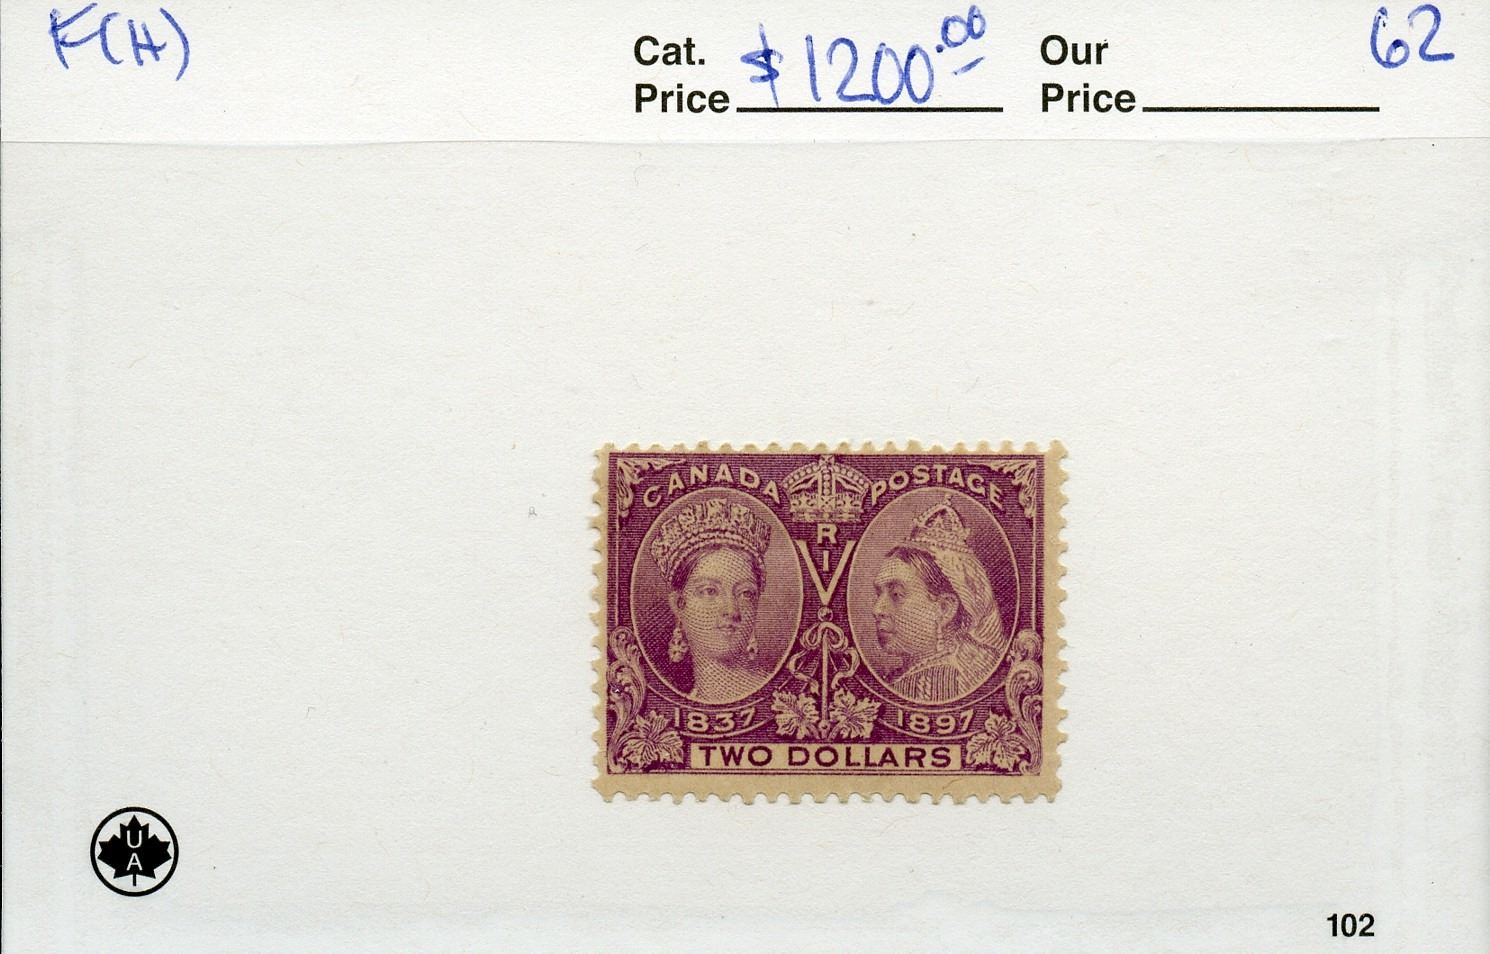 F(H)
Cat. Price $1200.00
Our Price
62
CANADA POSTAGE
R
I
V
1837 1897
TWO DOLLARS
U
A
102